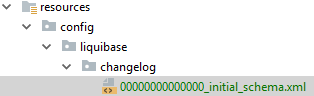 resources
config
liquibase
changelog
00000000000000_initial_schema.xml